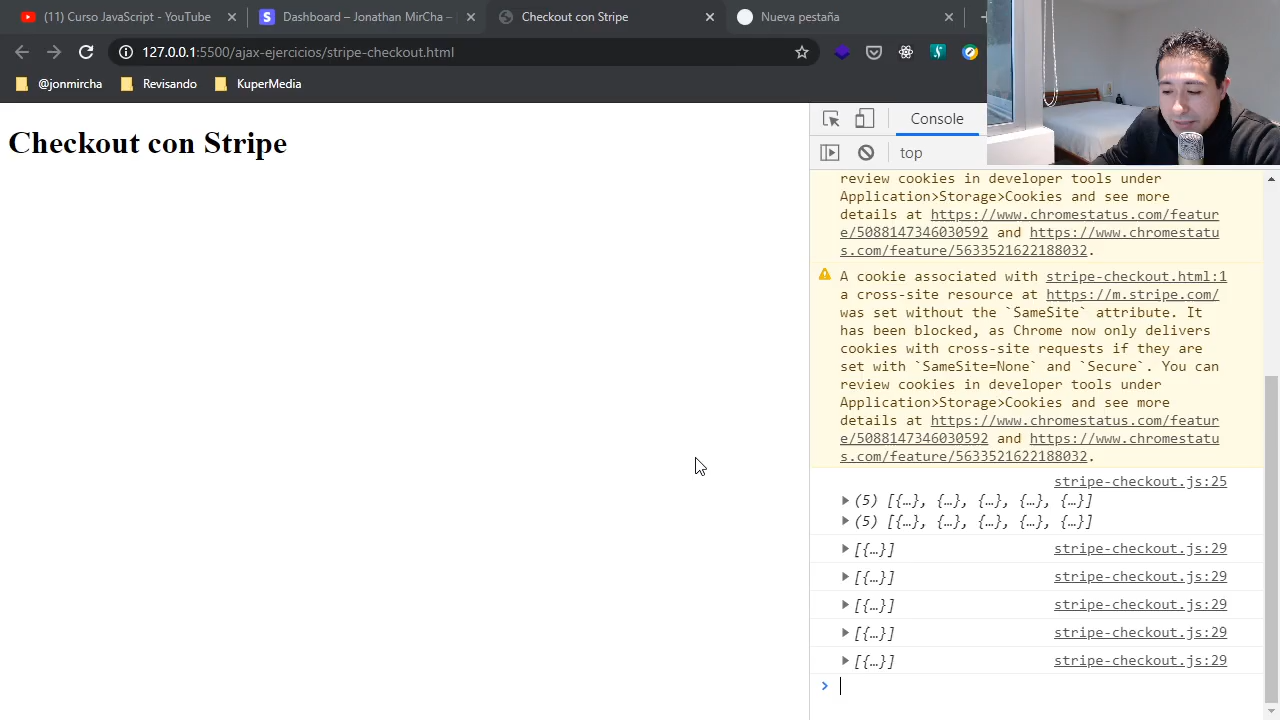 (11) Curso JavaScript - YouTube
Dashboard – Jonathan MirCha –
Checkout con Stripe
Nueva pestaña
127.0.0.1:5500/ajax-ejercicios/stripe-checkout.html
@jonmircha
Revisando
KuperMedia
Checkout con Stripe
Console
top
review cookies in developer tools under
Application>Storage>Cookies and see more
details at https://www.chromestatus.com/featur
e/5088147346030592 and https://www.chromestatu
s.com/feature/5633521622188032.
A cookie associated with stripe-checkout.html:1
a cross-site resource at https://m.stripe.com/
was set without the `SameSite` attribute. It
has been blocked, as Chrome now only delivers
cookies with cross-site requests if they are
set with `SameSite=None` and `Secure`. You can
review cookies in developer tools under
Application>Storage>Cookies and see more
details at https://www.chromestatus.com/featur
e/5088147346030592 and https://www.chromestatu
s.com/feature/5633521622188032.
stripe-checkout.js:25
(5) [{…}, {…}, {…}, {…}, {…}]
(5) [{…}, {…}, {…}, {…}, {…}]
[{…}] stripe-checkout.js:29
[{…}] stripe-checkout.js:29
[{…}] stripe-checkout.js:29
[{…}] stripe-checkout.js:29
[{…}] stripe-checkout.js:29